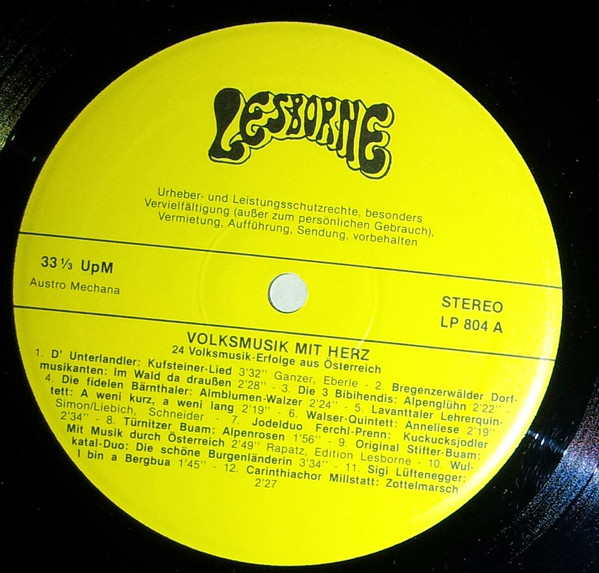 LESBORNE
Urheber- und Leistungsschutzrechte, besonders
Vervielfältigung (außer zum persönlichen Gebrauch),
Vermietung, Aufführung, Sendung, vorbehalten
33 1/3 UpM
Austro Mechana
STEREO
LP 804 A
VOLKSMUSIK MIT HERZ
24 Volksmusik-Erfolge aus Österreich
1. D' Unterlandler: Kufsteiner-Lied 3'32'' Ganzer, Eberle - 2. Bregenzerwälder Dorf-
musikanten: Im Wald da draußen 2'28'' - 3. Die 3 Bibihendis: Alpenglühn 2'22'' -
4. Die fidelen Bärnthaler: Almblumen-Walzer 2'24'' - 5. Lavanttaler Lehrerquin-
tett: A weni kurz, a weni lang 2'19'' - 6. Walser-Quintett: Anneliese 2'19''
Simon/Liebich, Schneider - 7. Jodelduo Ferchl-Prenn: Kuckucksjodler
2'34'' - 8. Türnitzer Buam: Alpenrosen 1'56'' - 9. Original Stifter-Buam:
Mit Musik durch Österreich 2'49'' Rapatz, Edition Lesborne - 10. Wul-
katal-Duo: Die schöne Burgenländerin 3'34'' - 11. Sigi Lüftenegger:
I bin a Bergbua 1'45'' - 12. Carinthiachor Millstatt: Zottelmarsch
2'27